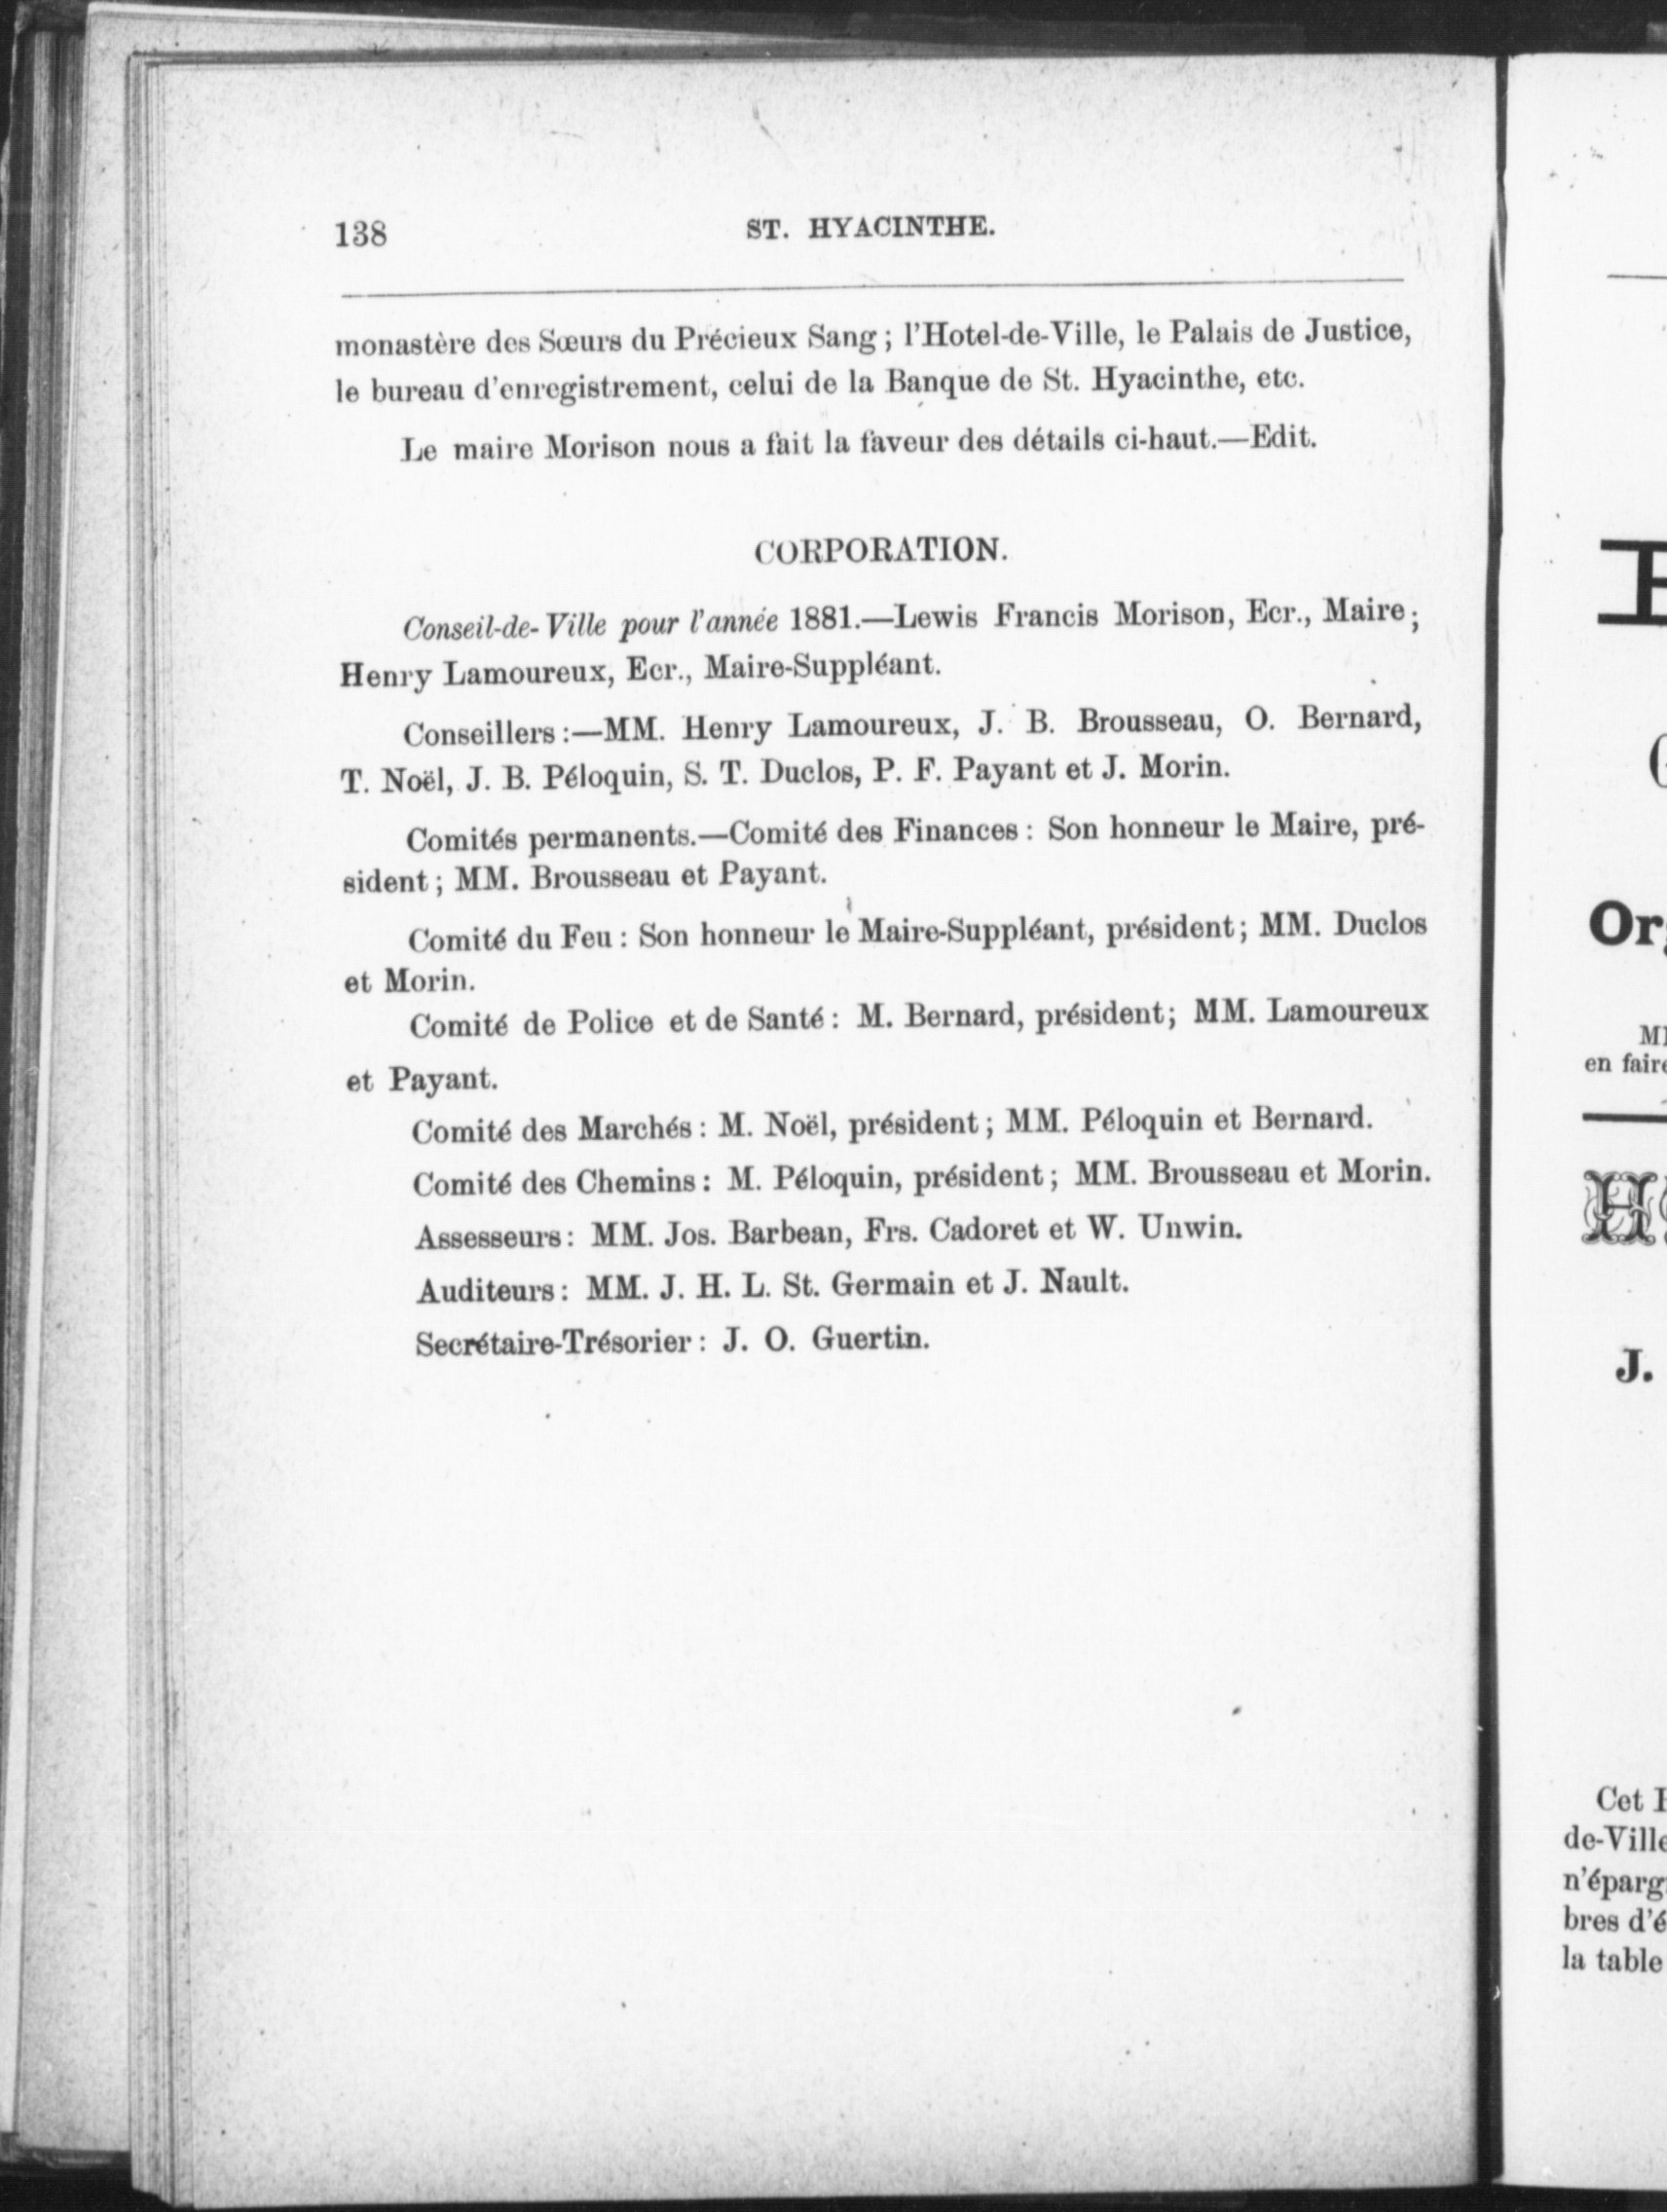 138
ST. HYACINTHE.
monastère des Sœurs du Précieux Sang ; l'Hotel-de-Ville, le Palais de Justice,
le bureau d'enregistrement, celui de la Banque de St. Hyacinthe, etc.
Le maire Morison nous a fait la faveur des détails ci-haut.—Edit.
CORPORATION.
Conseil-de-Ville pour l'année 1881.—Lewis Francis Morison, Ecr., Maire ;
Henry Lamoureux, Ecr., Maire-Suppléant.
Conseillers :—MM. Henry Lamoureux, J. B. Brousseau, O. Bernard,
T. Noël, J. B. Péloquin, S. T. Duclos, P. F. Payant et J. Morin.
Comités permanents.—Comité des Finances : Son honneur le Maire, pré-
sident ; MM. Brousseau et Payant.
Comité du Feu : Son honneur le Maire-Suppléant, président ; MM. Duclos
et Morin.
Comité de Police et de Santé : M. Bernard, président ; MM. Lamoureux
et Payant.
Comité des Marchés : M. Noël, président ; MM. Péloquin et Bernard.
Comité des Chemins : M. Péloquin, président ; MM. Brousseau et Morin.
Assesseurs : MM. Jos. Barbean, Frs. Cadoret et W. Unwin.
Auditeurs : MM. J. H. L. St. Germain et J. Nault.
Secrétaire-Trésorier : J. O. Guertin.
Or
en
H
J.
Cet
de-Ville
n'éparg
bres d'é
la table